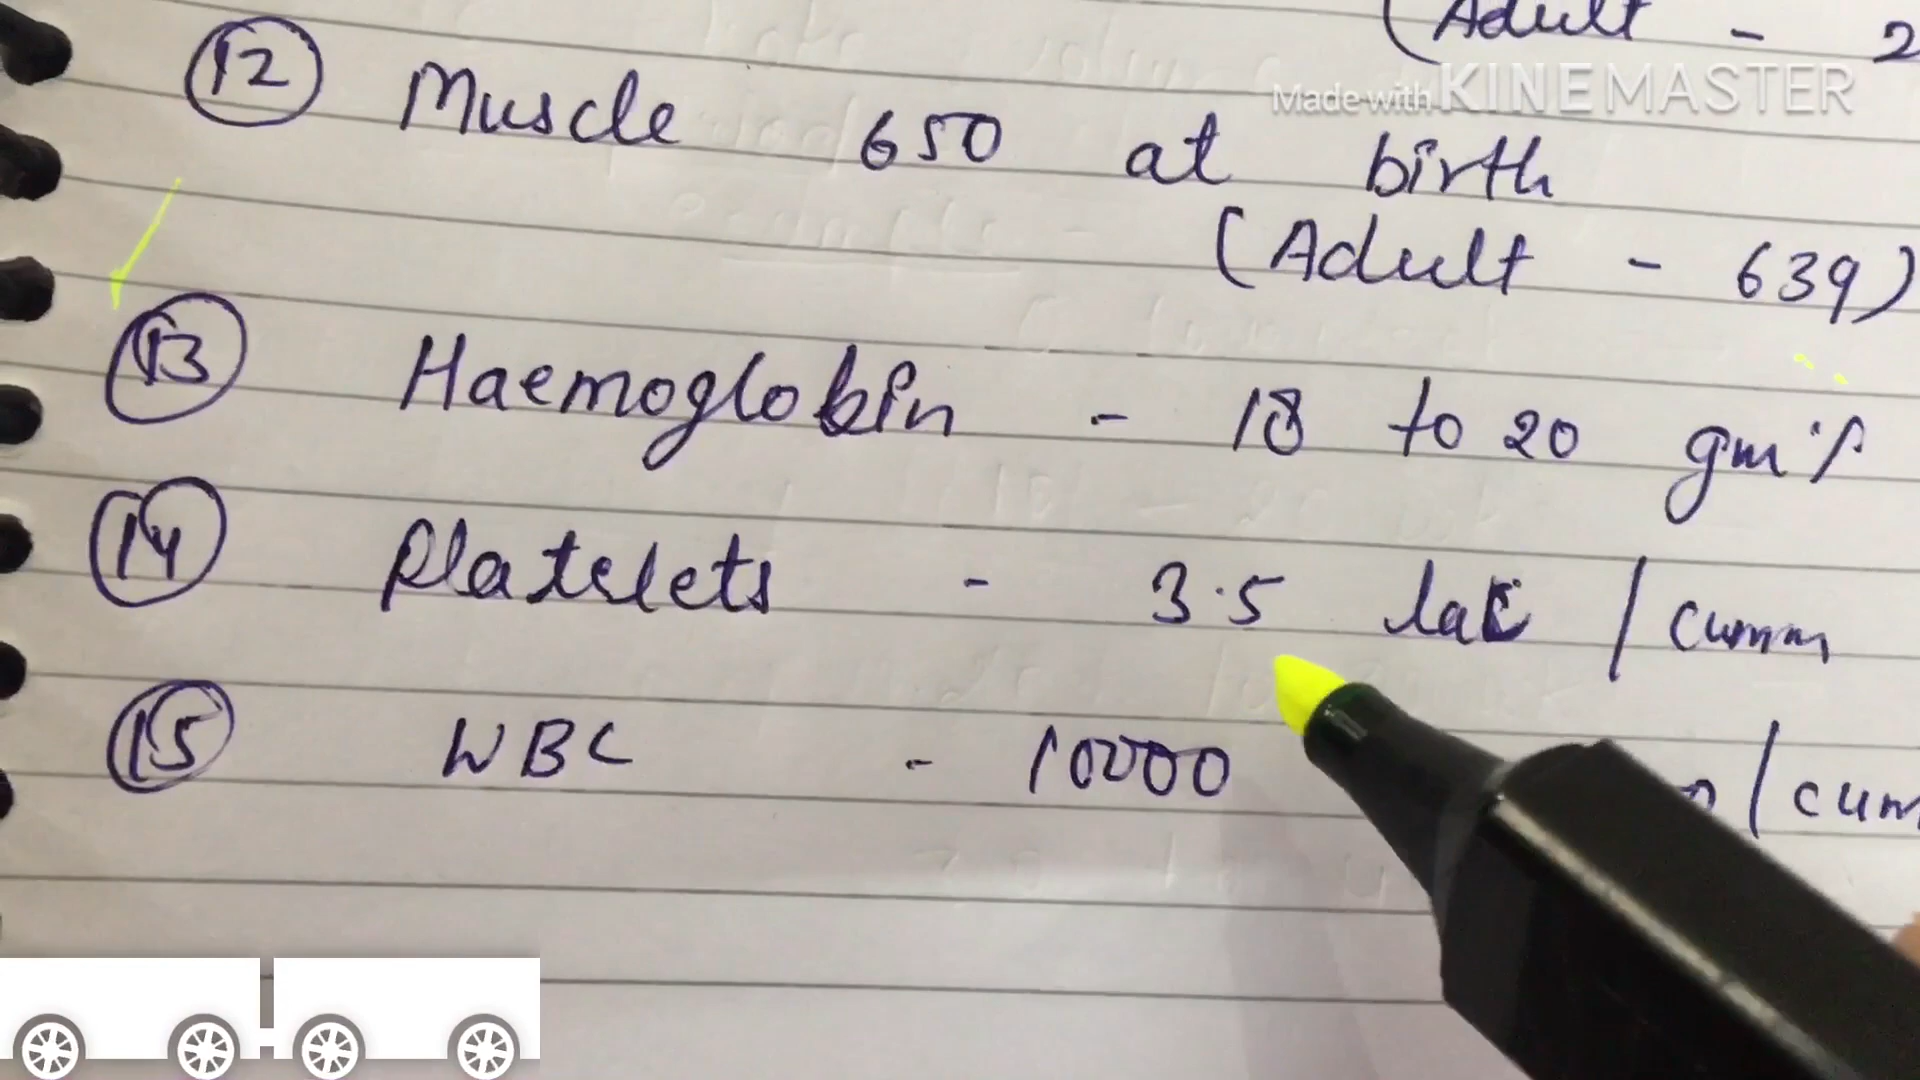 (Adult - 2
Made with KINEMASTER
12 Muscle 650 at birth
(Adult - 639)
13 Haemoglobin - 18 to 20 gm%
14 Platelets - 3.5 lac / cumm
15 WBC - 10000 /cum